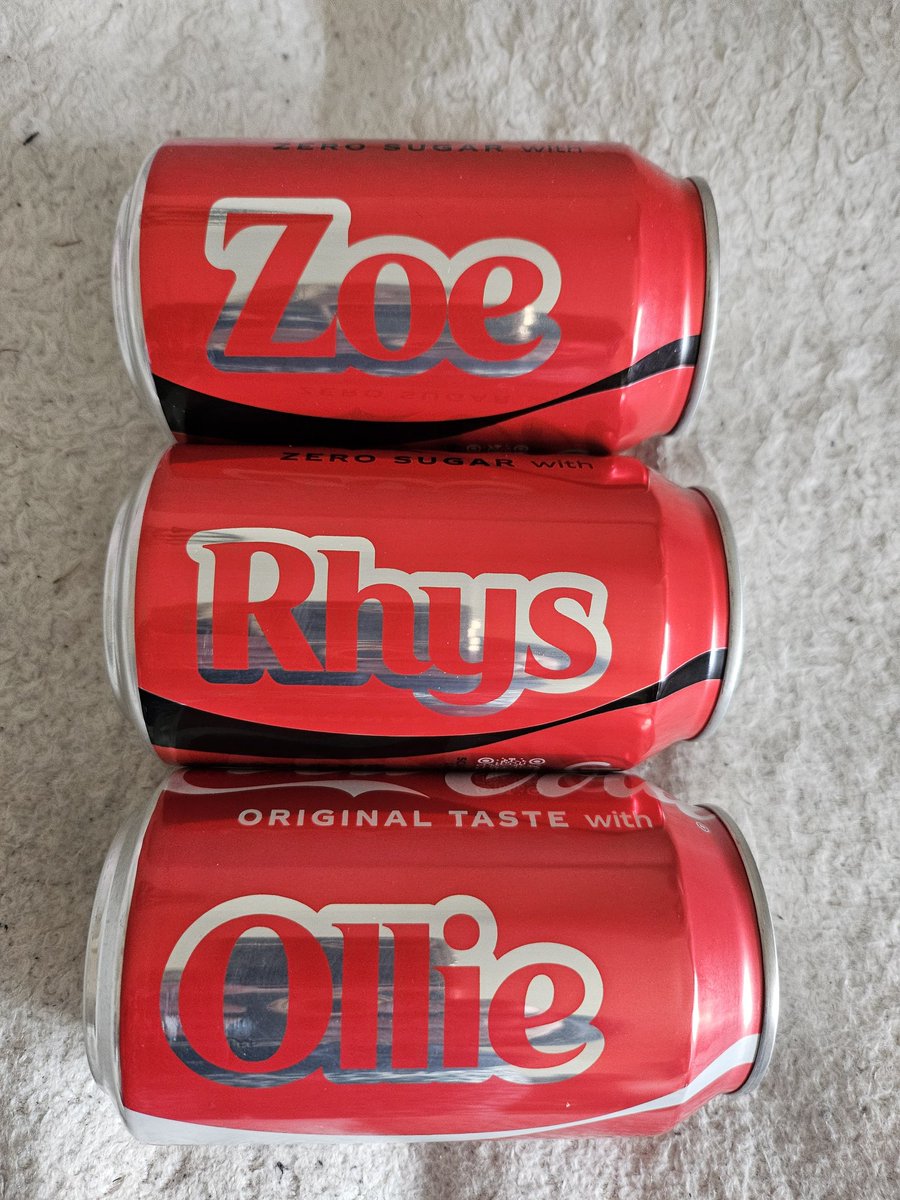 ZERO SUGAR with
Zoe
ZERO SUGAR with
Rhys
ORIGINAL TASTE with
Ollie